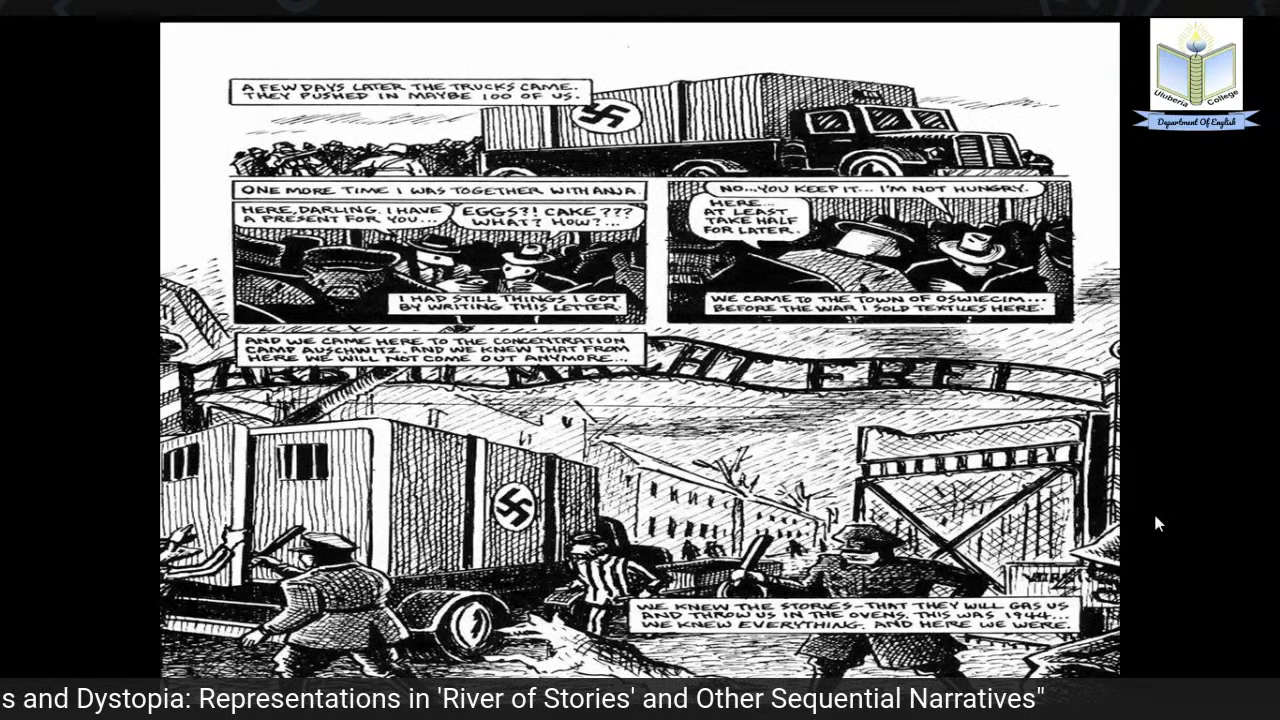 Uluberia College
Department Of English
A FEW DAYS LATER THE TRUCKS CAME.
THEY PUSHED IN MAYBE 100 OF US.
ONE MORE TIME I WAS TOGETHER WITH ANJA.
HERE, DARLING. I HAVE
A PRESENT FOR YOU...
EGGS?! CAKE???
WHAT? HOW?...
I HAD STILL THINGS I GOT
BY WRITING THIS LETTER.
NO...YOU KEEP IT... I'M NOT HUNGRY.
HERE...
AT LEAST
TAKE HALF
FOR LATER.
WE CAME TO THE TOWN OF OSWIECIM...
BEFORE THE WAR I SOLD TEXTILES HERE.
AND WE CAME HERE TO THE CONCENTRATION
CAMP AUSCHWITZ. AND WE KNEW THAT FROM
HERE WE WILL NOT COME OUT ANYMORE...
ARBEIT MACHT FREI
WE KNEW THE STORIES-THAT THEY WILL GAS US
AND THROW US IN THE OVENS. THIS WAS 1944...
WE KNEW EVERYTHING. AND HERE WE WERE.
s and Dystopia: Representations in 'River of Stories' and Other Sequential Narratives"